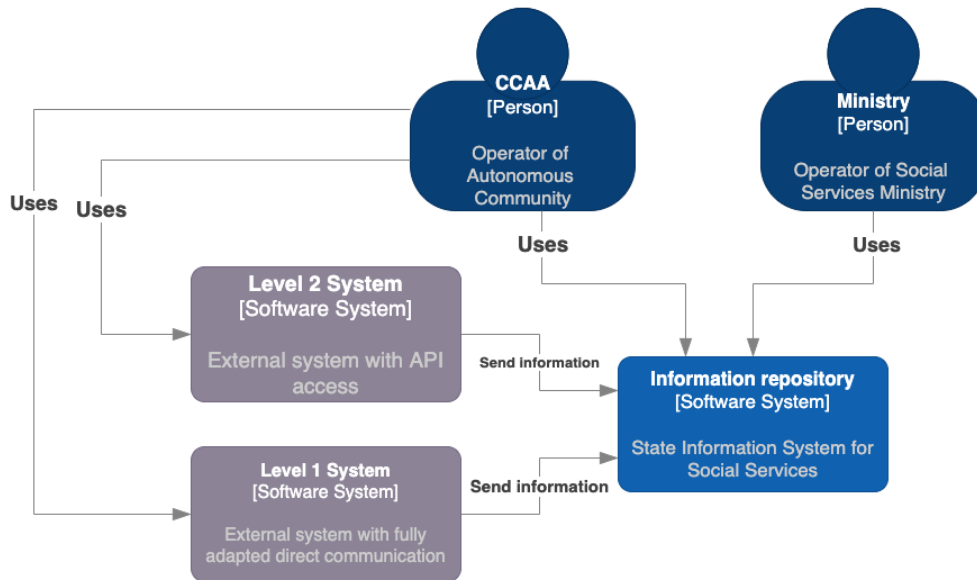 CCAA
[Person]
Operator of
Autonomous
Community
Ministry
[Person]
Operator of Social
Services Ministry
Uses
Uses
Uses
Uses
Level 2 System
[Software System]
External system with API
access
Send information
Information repository
[Software System]
State Information System for
Social Services
Level 1 System
[Software System]
External system with fully
adapted direct communication
Send information